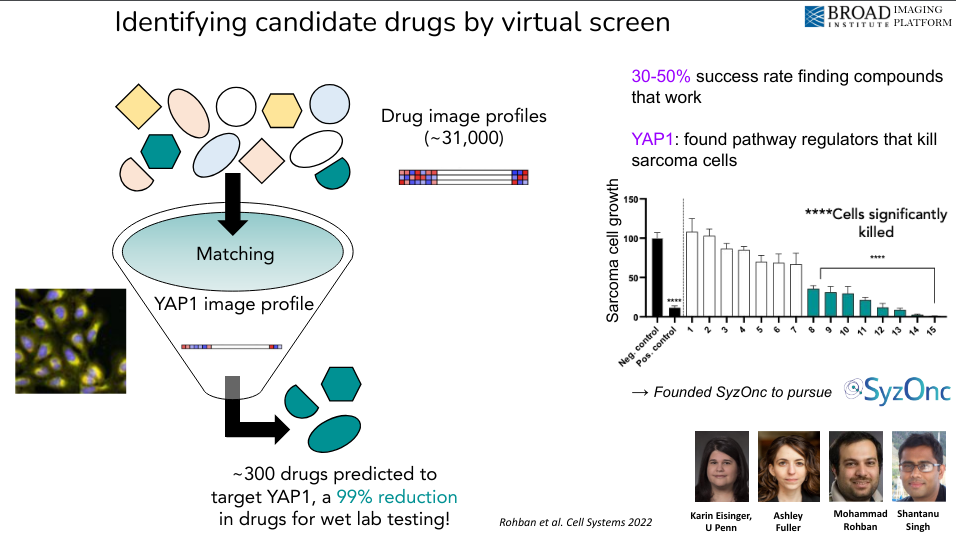 Identifying candidate drugs by virtual screen
BROAD
INSTITUTE
IMAGING
PLATFORM
Drug image profiles
(~31,000)
Matching
YAP1 image profile
~300 drugs predicted to
target YAP1, a 99% reduction
in drugs for wet lab testing!
30-50% success rate finding compounds
that work
YAP1: found pathway regulators that kill
sarcoma cells
Sarcoma cell growth
150
100
50
0
****Cells significantly
killed
****
****
Neg. control
Pos. control
1
2
3
4
5
6
7
8
9
10
11
12
13
14
15
→ Founded SyzOnc to pursue
SyzOnc
Karin Eisinger,
U Penn
Ashley
Fuller
Mohammad
Rohban
Shantanu
Singh
Rohban et al. Cell Systems 2022